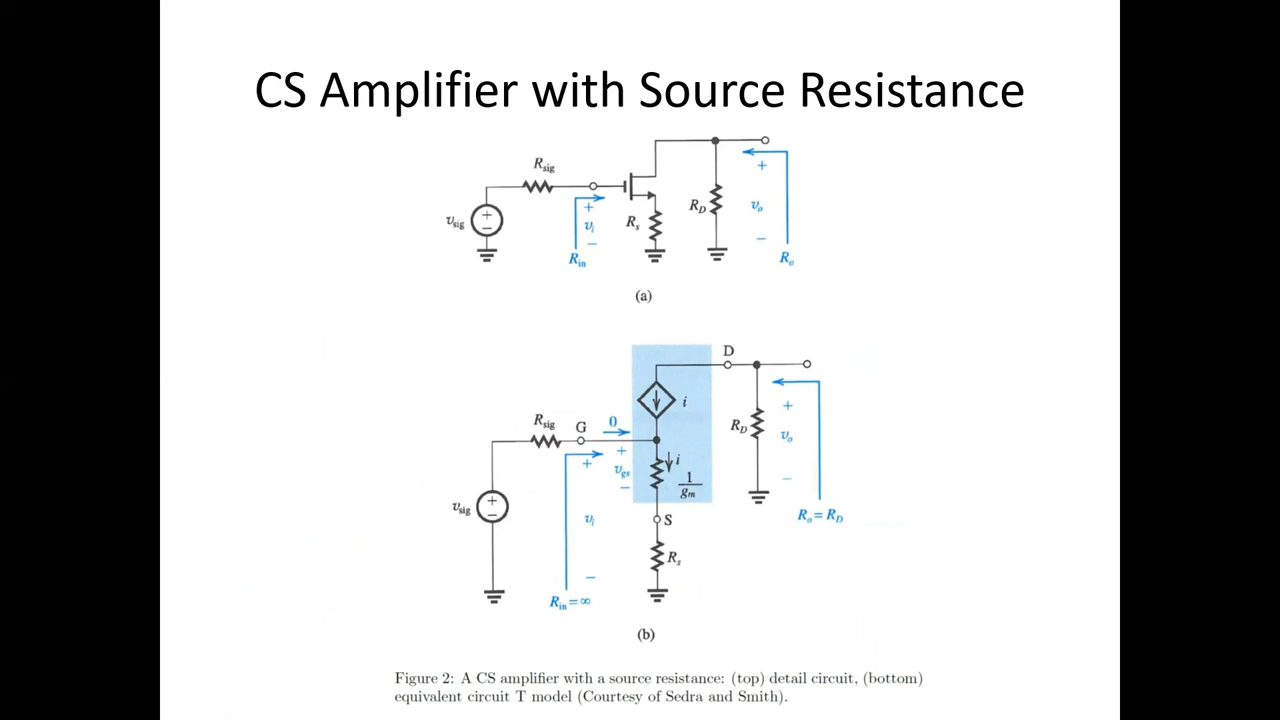 CS Amplifier with Source Resistance
R_sig
v_sig
+
−
+
v_i
−
R_in
R_s
R_D
+
v_o
−
R_o
(a)
D
i
R_sig
G
0
+
v_gs
−
i
1
g_m
R_D
+
v_o
−
v_sig
+
−
+
v_i
−
S
R_o = R_D
R_s
R_in = ∞
(b)
Figure 2: A CS amplifier with a source resistance: (top) detail circuit, (bottom)
equivalent circuit T model (Courtesy of Sedra and Smith).